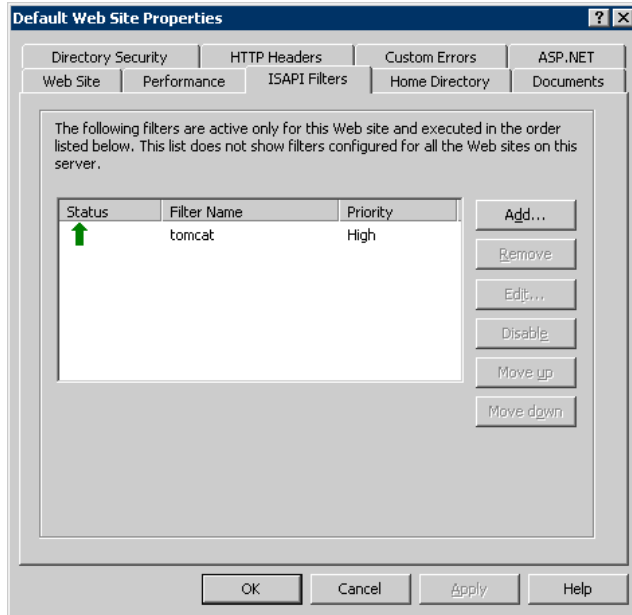 Default Web Site Properties
Directory Security
HTTP Headers
Custom Errors
ASP.NET
Web Site
Performance
ISAPI Filters
Home Directory
Documents
The following filters are active only for this Web site and executed in the order
listed below. This list does not show filters configured for all the Web sites on this
server.
Status Filter Name Priority
tomcat High
Add...
Remove
Edit...
Disable
Move up
Move down
OK
Cancel
Apply
Help